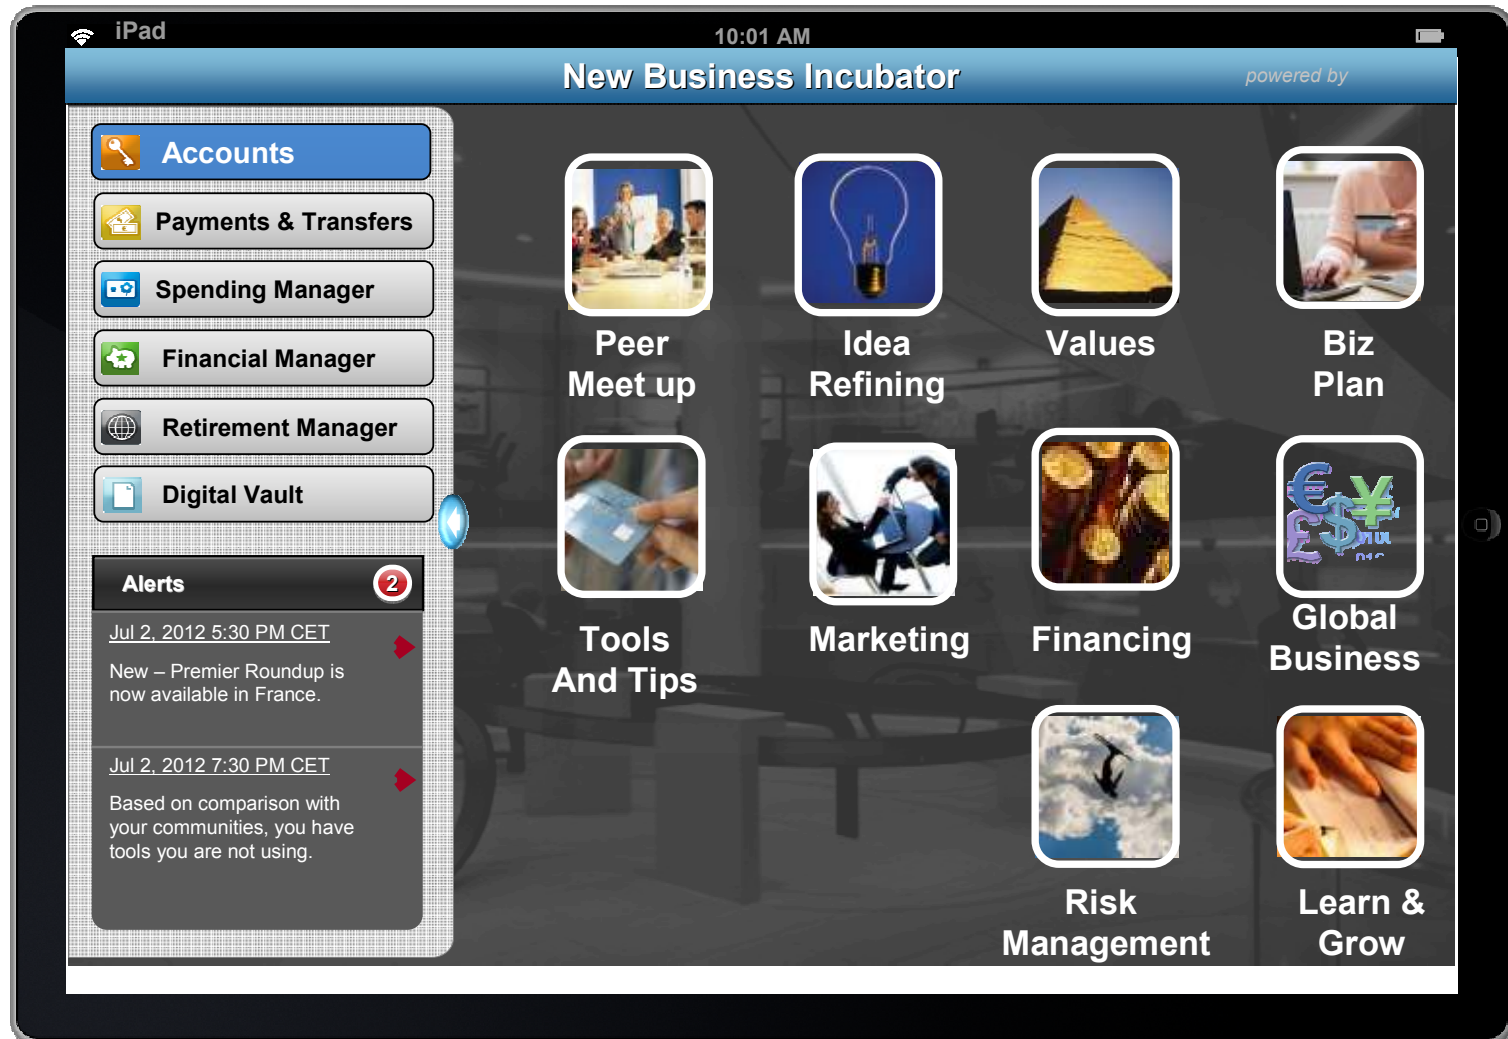 iPad
10:01 AM
New Business Incubator
powered by
Accounts
Payments & Transfers
Spending Manager
Financial Manager
Retirement Manager
Digital Vault
Alerts
2
Jul 2, 2012 5:30 PM CET
New – Premier Roundup is
now available in France.
Jul 2, 2012 7:30 PM CET
Based on comparison with
your communities, you have
tools you are not using.
Peer
Meet up
Idea
Refining
Values
Biz
Plan
Tools
And Tips
Marketing
Financing
Global
Business
Risk
Management
Learn &
Grow